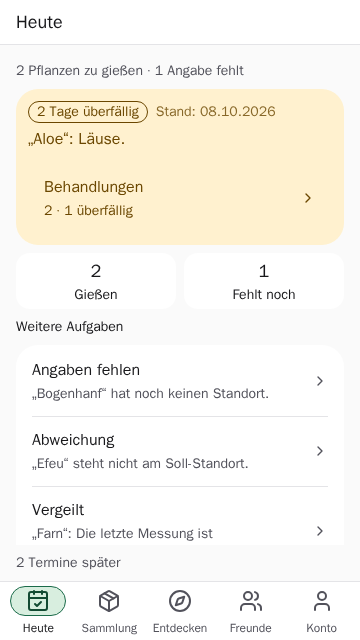 Heute
2 Pflanzen zu gießen · 1 Angabe fehlt
2 Tage überfällig Stand: 08.10.2026
„Aloe“: Läuse.
Behandlungen
2 · 1 überfällig
2 1
Gießen Fehlt noch
Weitere Aufgaben
Angaben fehlen
„Bogenhanf“ hat noch keinen Standort.
Abweichung
„Efeu“ steht nicht am Soll-Standort.
Vergeilt
„Farn“: Die letzte Messung ist
2 Termine später
Heute Sammlung Entdecken Freunde Konto